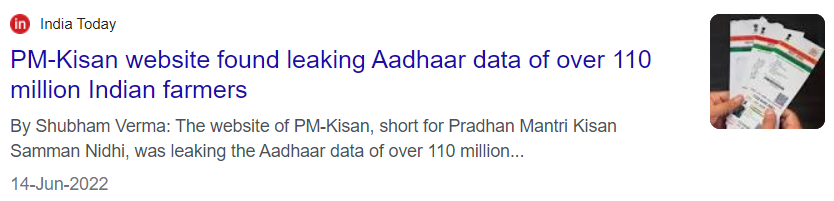 India Today
PM-Kisan website found leaking Aadhaar data of over 110
million Indian farmers
By Shubham Verma: The website of PM-Kisan, short for Pradhan Mantri Kisan
Samman Nidhi, was leaking the Aadhaar data of over 110 million...
14-Jun-2022